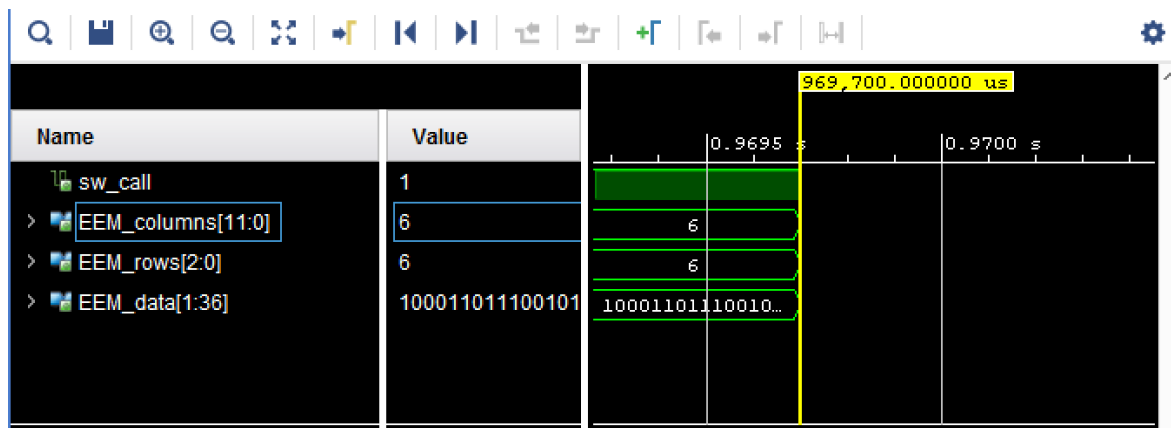 969,700.000000 us
Name Value
0.9695 s 0.9700 s
sw_call 1
EEM_columns[11:0] 6 6
EEM_rows[2:0] 6 6
EEM_data[1:36] 100011011100101 10001101110010...